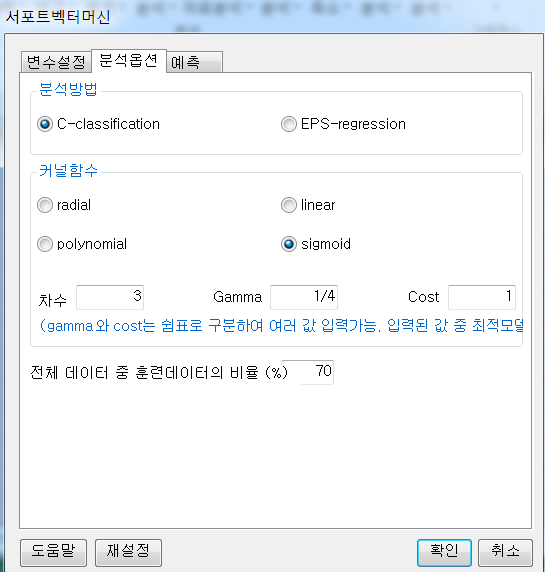 서포트벡터머신
변수설정 분석옵션 예측
분석방법
C-classification EPS-regression
커널함수
radial linear
polynomial sigmoid
차수 3 Gamma 1/4 Cost 1
(gamma와 cost는 쉼표로 구분하여 여러 값 입력가능, 입력된 값 중 최적모델
전체 데이터 중 훈련데이터의 비율 (%) 70
도움말 재설정 확인 취소